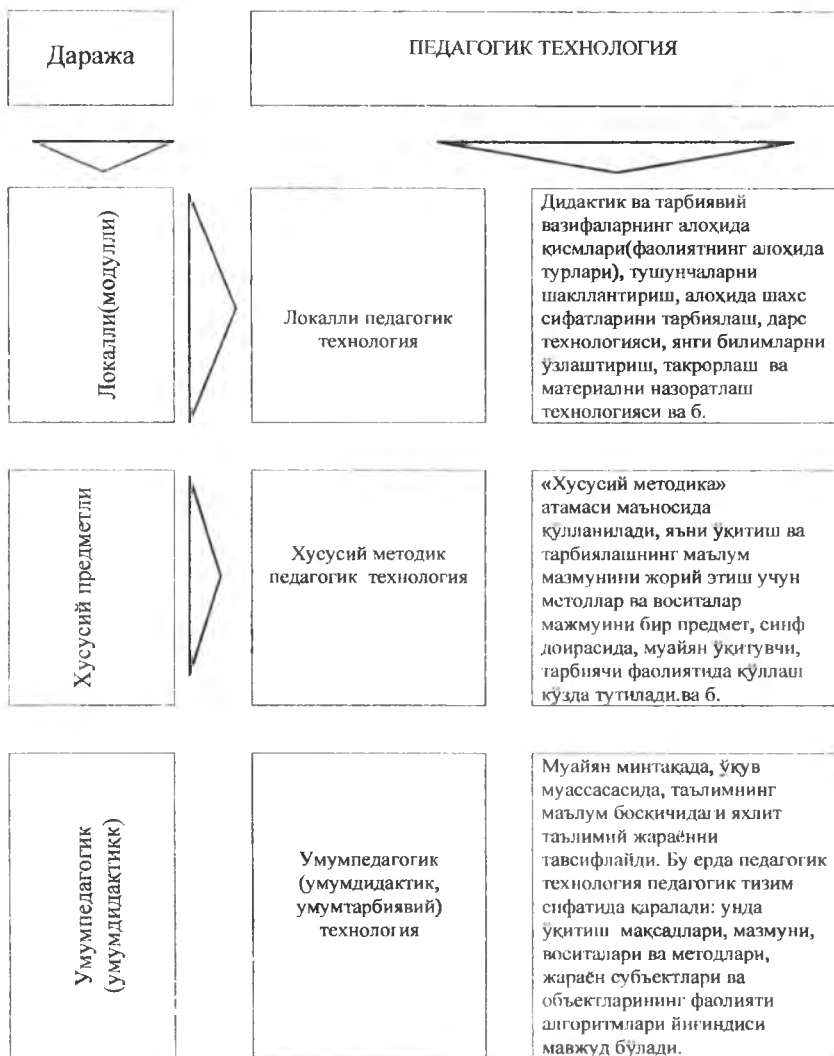 Даража
ПЕДАГОГИК ТЕХНОЛОГИЯ
Локалли(модулли)
Локалли педагогик
технология
Дидактик ва тарбиявий
вазифаларнинг алоҳида
қисмлари(фаолиятнинг алоҳида
турлари), тушунчаларни
шакллантириш, алоҳида шахс
сифатларини тарбиялаш, дарс
технологияси, янги билимларни
ўзлаштириш, такрорлаш ва
материални назоратлаш
технологияси ва б.
Хусусий предметли
Хусусий методик
педагогик технология
«Хусусий методика»
атамаси маъносида
қўлланилади, яъни ўқитиш ва
тарбиялашнинг маълум
мазмунини жорий этиш учун
методлар ва воситалар
мажмуини бир предмет, синф
доирасида, муайян ўқитувчи,
тарбиячи фаолиятида қўллаш
кўзда тутилади.ва б.
Умумпедагогик
(умумдидактикк)
Умумпедагогик
(умумдидактик,
умумтарбиявий)
технология
Муайян минтақада, ўқув
муассасасида, таълимнинг
маълум босқичидаги яхлит
таълимий жараённи
тавсифлайди. Бу ерда педагогик
технология педагогик тизим
сифатида қаралади: унда
ўқитиш мақсадлари, мазмуни,
воситалари ва методлари,
жараён субъектлари ва
объектларининг фаолияти
алгоритмлари йиғиндиси
мавжуд бўлади.